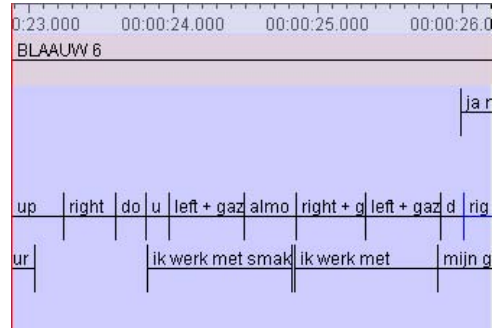 0:23.000 00:00:24.000 00:00:25.000 00:00:26.0
BLAAUW 6
ja r
up right do u left + gaz almo right + g left + gaz d rig
ur ik werk met smak ik werk met mijn g